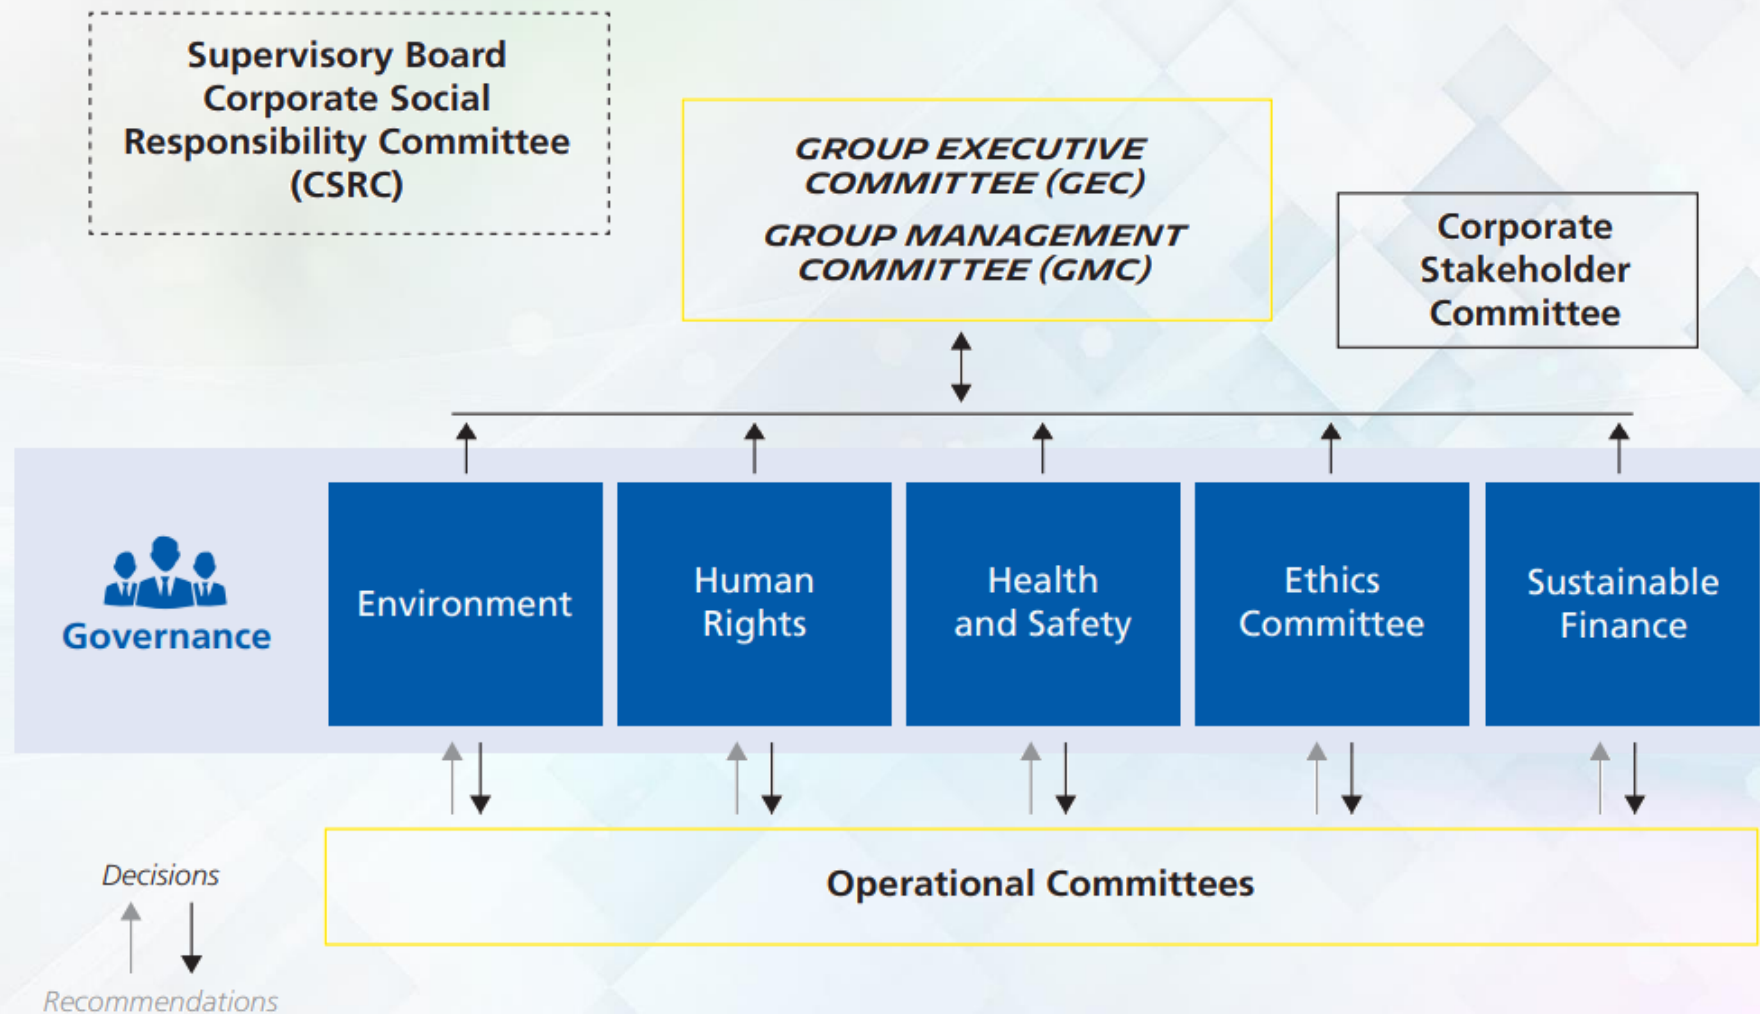 Supervisory Board
Corporate Social
Responsibility Committee
(CSRC)
GROUP EXECUTIVE
COMMITTEE (GEC)
GROUP MANAGEMENT
COMMITTEE (GMC)
Corporate
Stakeholder
Committee
Governance
Environment
Human
Rights
Health
and Safety
Ethics
Committee
Sustainable
Finance
Operational Committees
Decisions
Recommendations